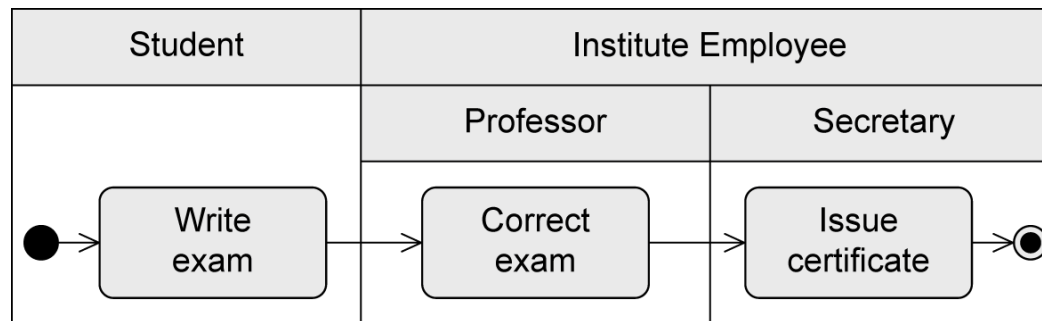 Student
Institute Employee
Professor
Secretary
Write
exam
Correct
exam
Issue
certificate